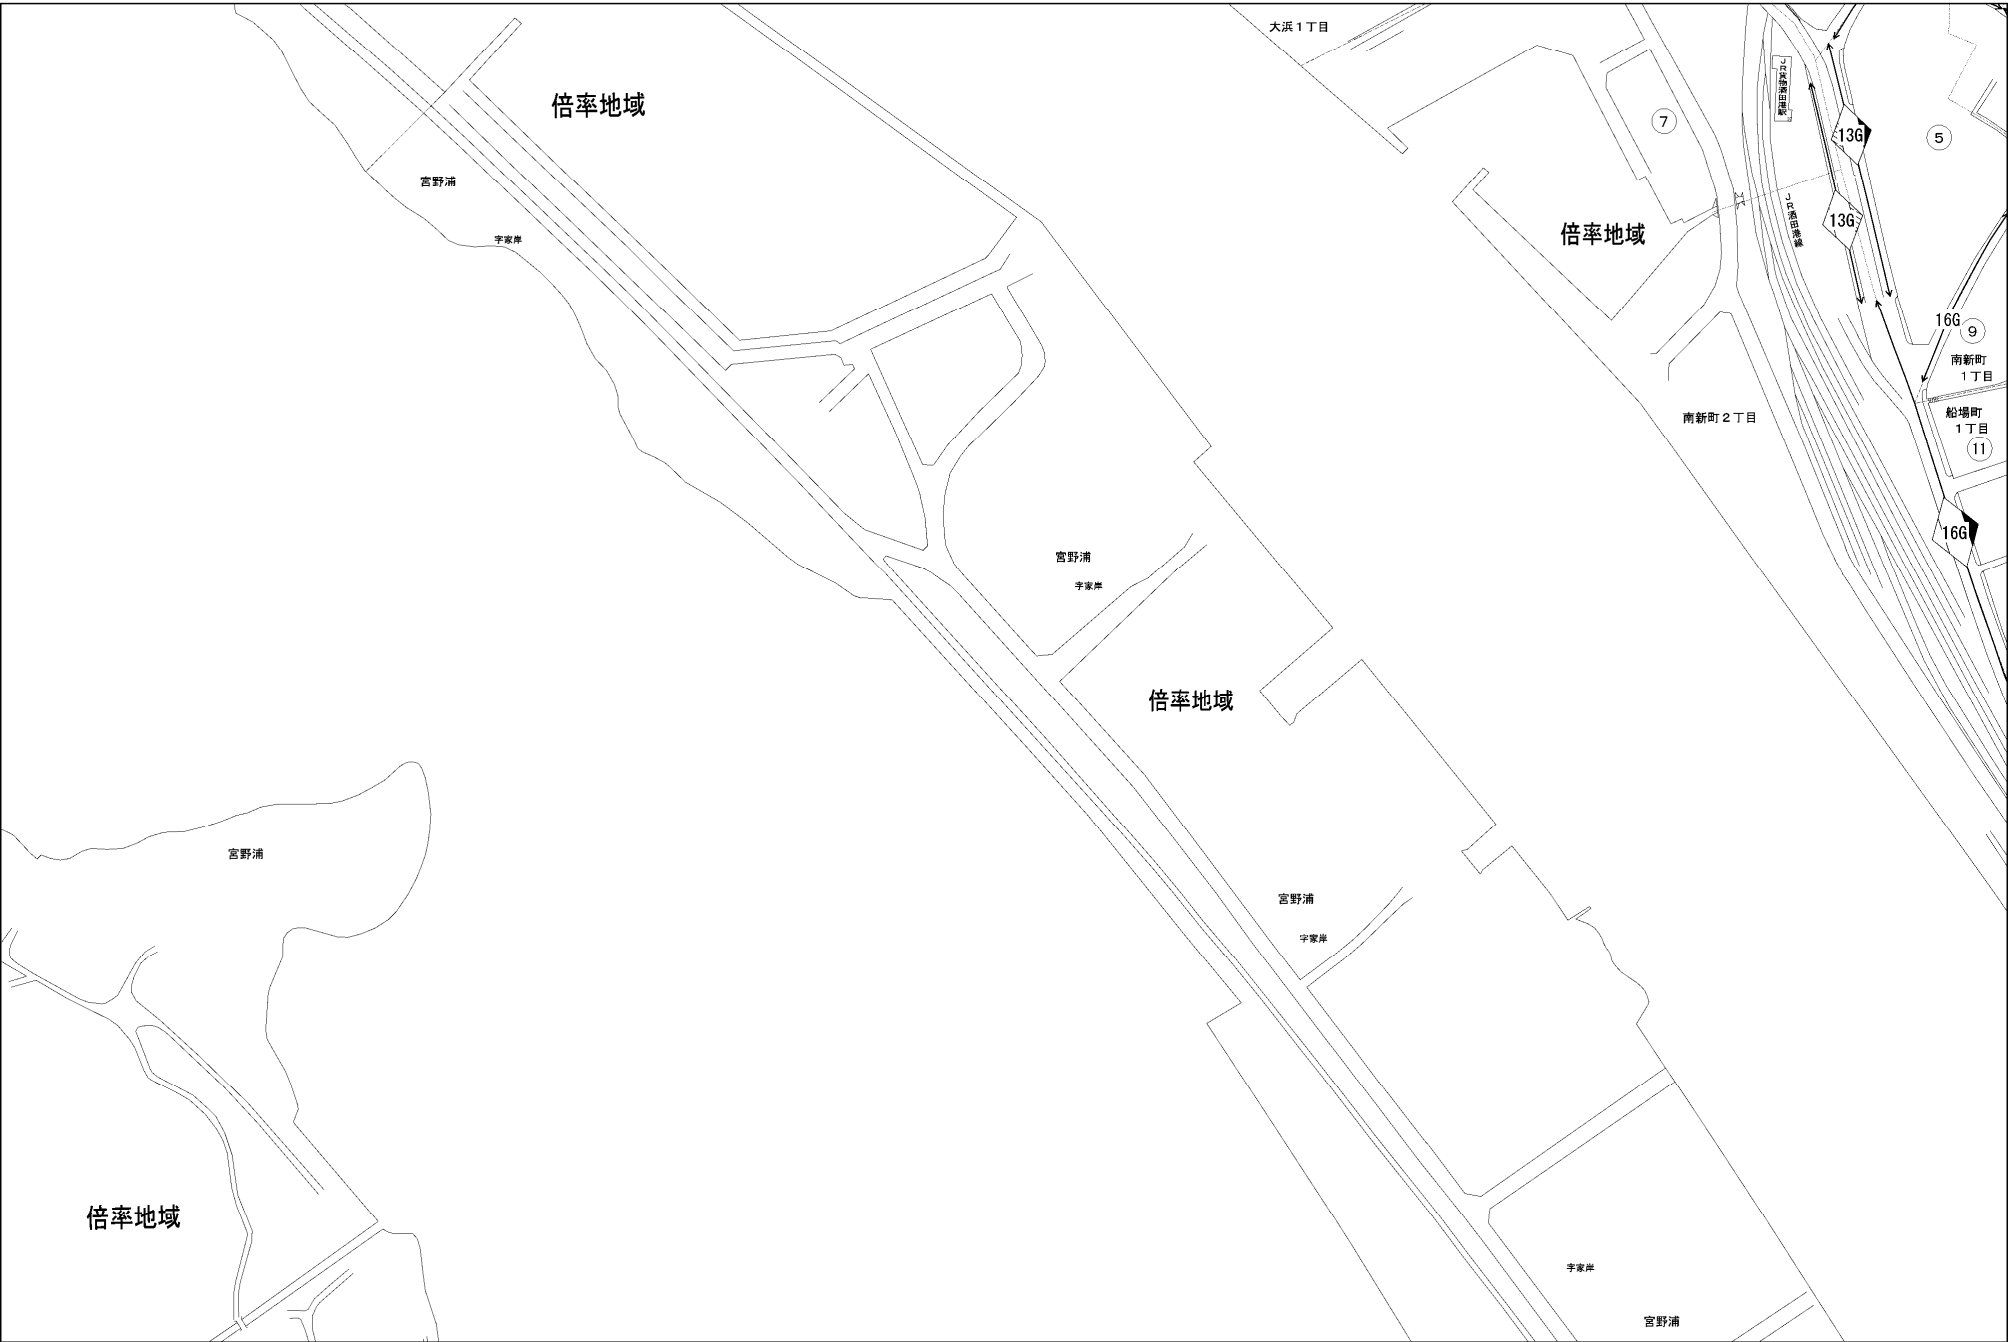 大浜１丁目
倍率地域
ＪＲ貨物酒田港駅
⑦
13G
⑤
宮野浦
字家岸
ＪＲ酒田港線
13G
倍率地域
16G
⑨
南新町
１丁目
船場町
１丁目
⑪
南新町２丁目
16G
宮野浦
字家岸
倍率地域
宮野浦
宮野浦
字家岸
倍率地域
字家岸
宮野浦